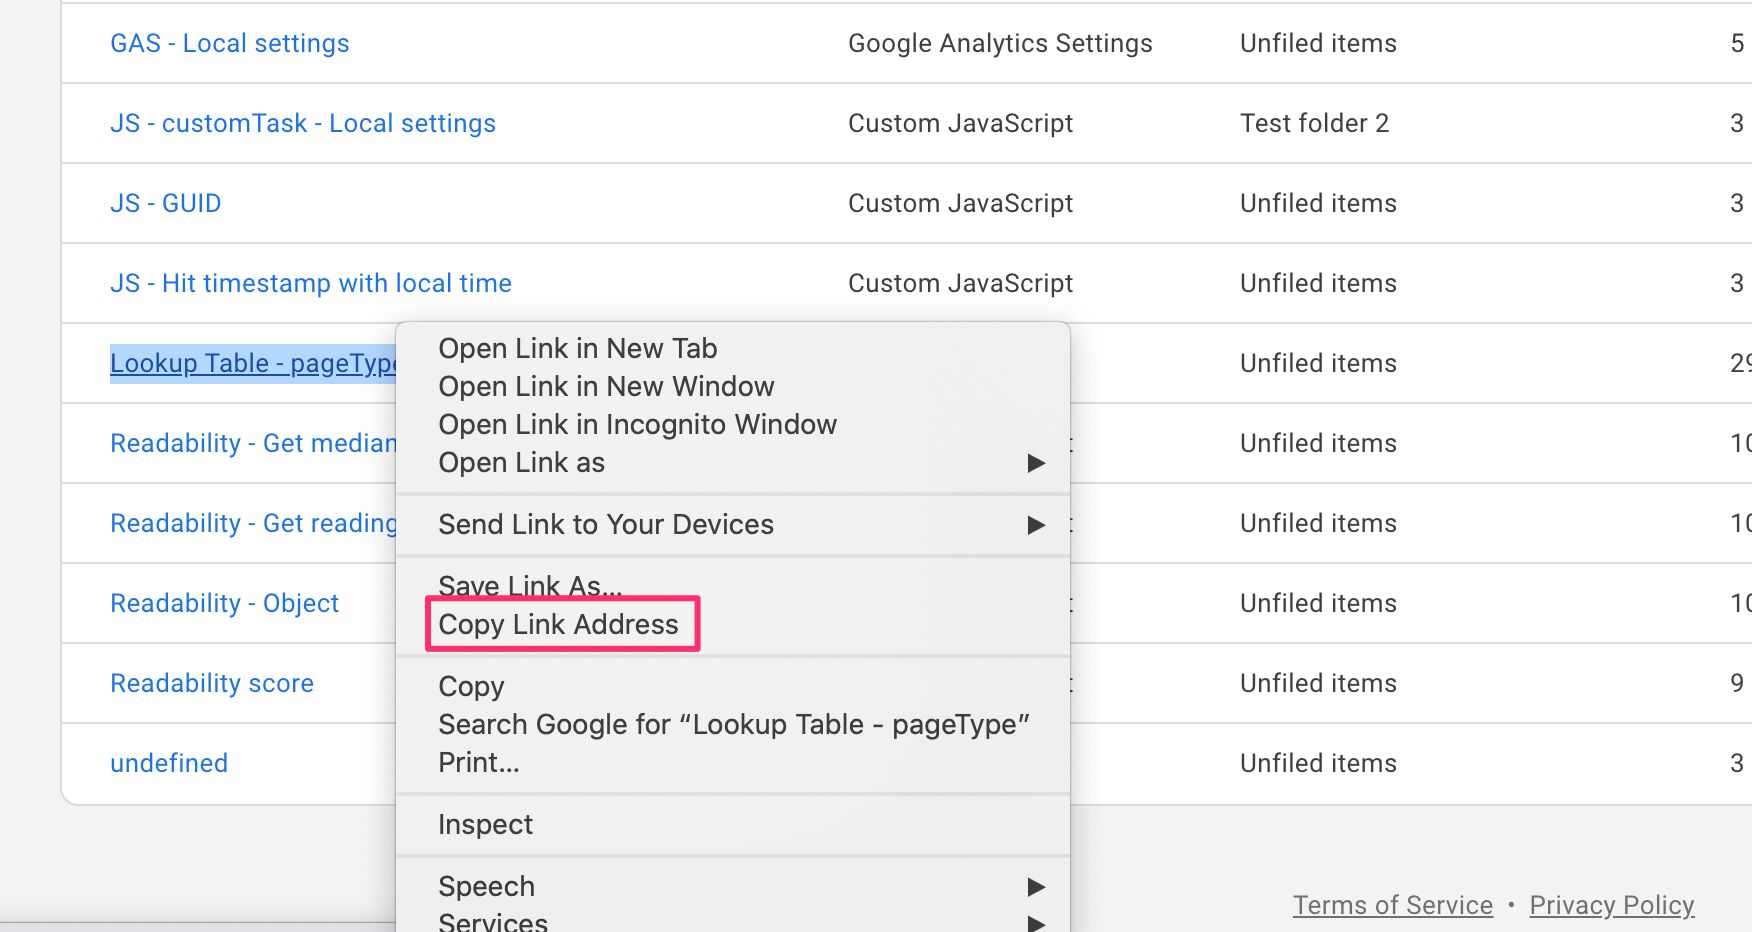 GAS - Local settings Google Analytics Settings Unfiled items 5
JS - customTask - Local settings Custom JavaScript Test folder 2 3
JS - GUID Custom JavaScript Unfiled items 3
JS - Hit timestamp with local time Custom JavaScript Unfiled items 3
Lookup Table - pageType Unfiled items
Readability - Get median Unfiled items
Readability - Get reading Unfiled items
Readability - Object Unfiled items
Readability score Unfiled items 9
undefined Unfiled items 3
Open Link in New Tab
Open Link in New Window
Open Link in Incognito Window
Open Link as
Send Link to Your Devices
Save Link As...
Copy Link Address
Copy
Search Google for “Lookup Table - pageType”
Print...
Inspect
Speech
Services
Terms of Service • Privacy Policy